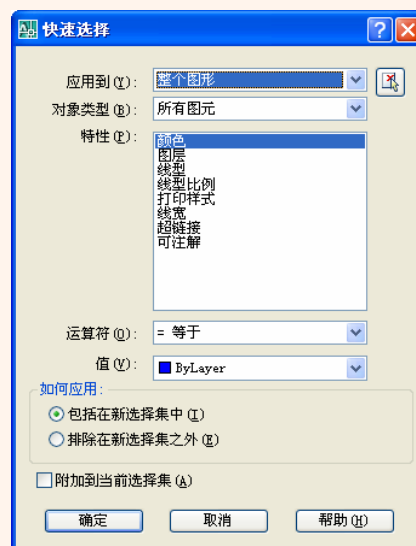 快速选择
应用到(Y): 整个图形
对象类型(B): 所有图元
特性(P): 颜色
图层
线型
线型比例
打印样式
线宽
超链接
可注解
运算符(O): = 等于
值(V): ByLayer
如何应用:
包括在新选择集中(I)
排除在新选择集之外(E)
附加到当前选择集(A)
确定 取消 帮助(H)